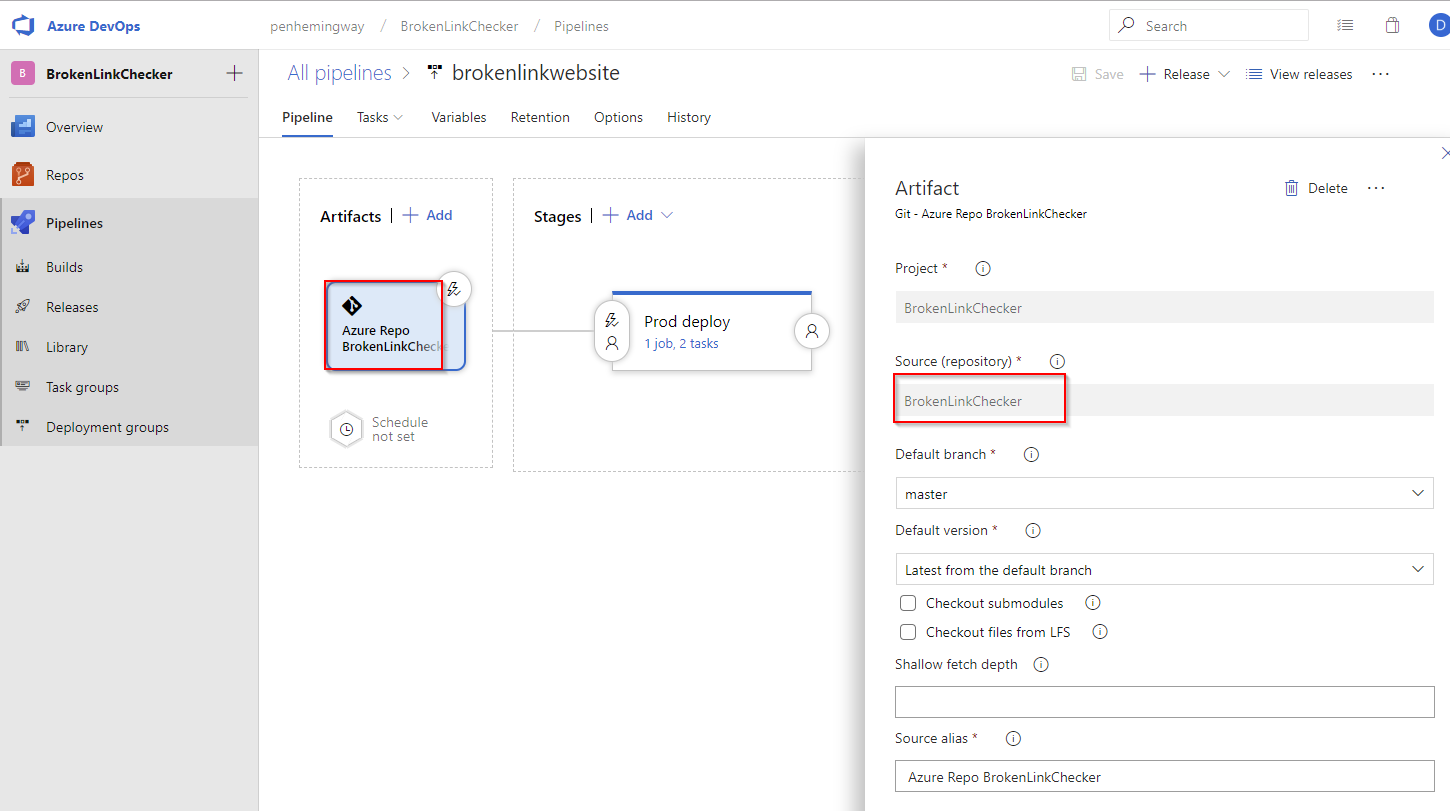 Azure DevOps
penhemingway / BrokenLinkChecker / Pipelines
Search
D
B BrokenLinkChecker
Overview
Repos
Pipelines
Builds
Releases
Library
Task groups
Deployment groups
All pipelines > brokenlinkwebsite
Save
Release
View releases
Pipeline
Tasks
Variables
Retention
Options
History
Artifacts | + Add
Azure Repo
BrokenLinkChecke
Schedule
not set
Stages | + Add
Prod deploy
1 job, 2 tasks
Artifact
Delete
Git - Azure Repo BrokenLinkChecker
Project *
BrokenLinkChecker
Source (repository) *
BrokenLinkChecker
Default branch *
master
Default version *
Latest from the default branch
Checkout submodules
Checkout files from LFS
Shallow fetch depth
Source alias *
Azure Repo BrokenLinkChecker